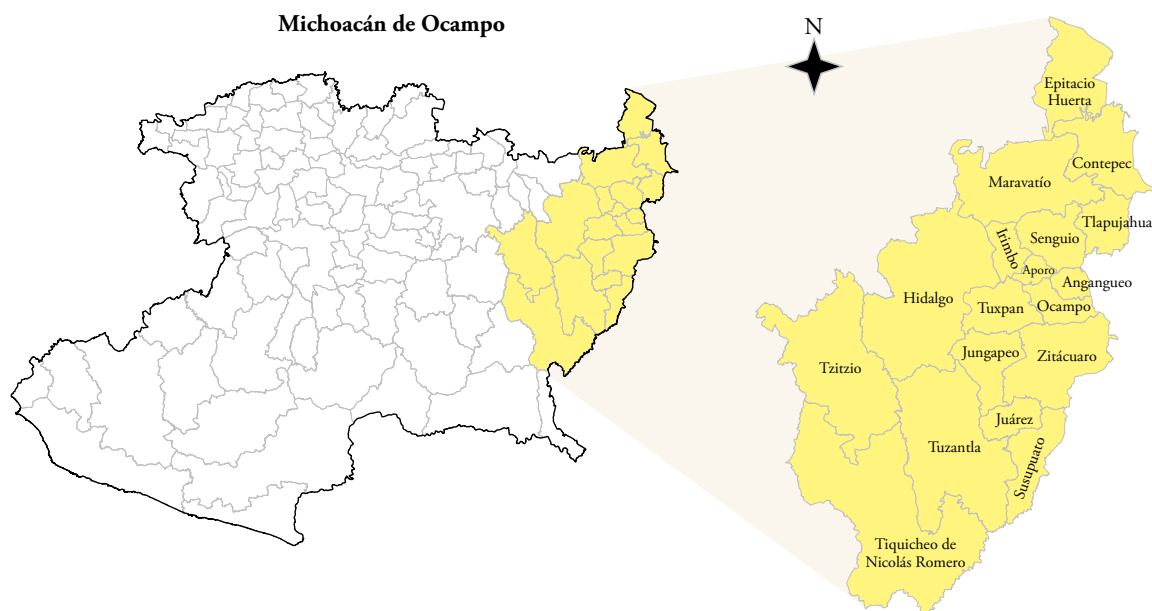 Michoacán de Ocampo
N
Epitacio
Huerta
Contepec
Maravatío
Tlapujahua
Irimbo
Senguio
Aporo
Angangueo
Hidalgo
Tuxpan
Ocampo
Jungapeo
Zitácuaro
Tzitzio
Juárez
Tuzantla
Susupuato
Tiquicheo de
Nicolás Romero